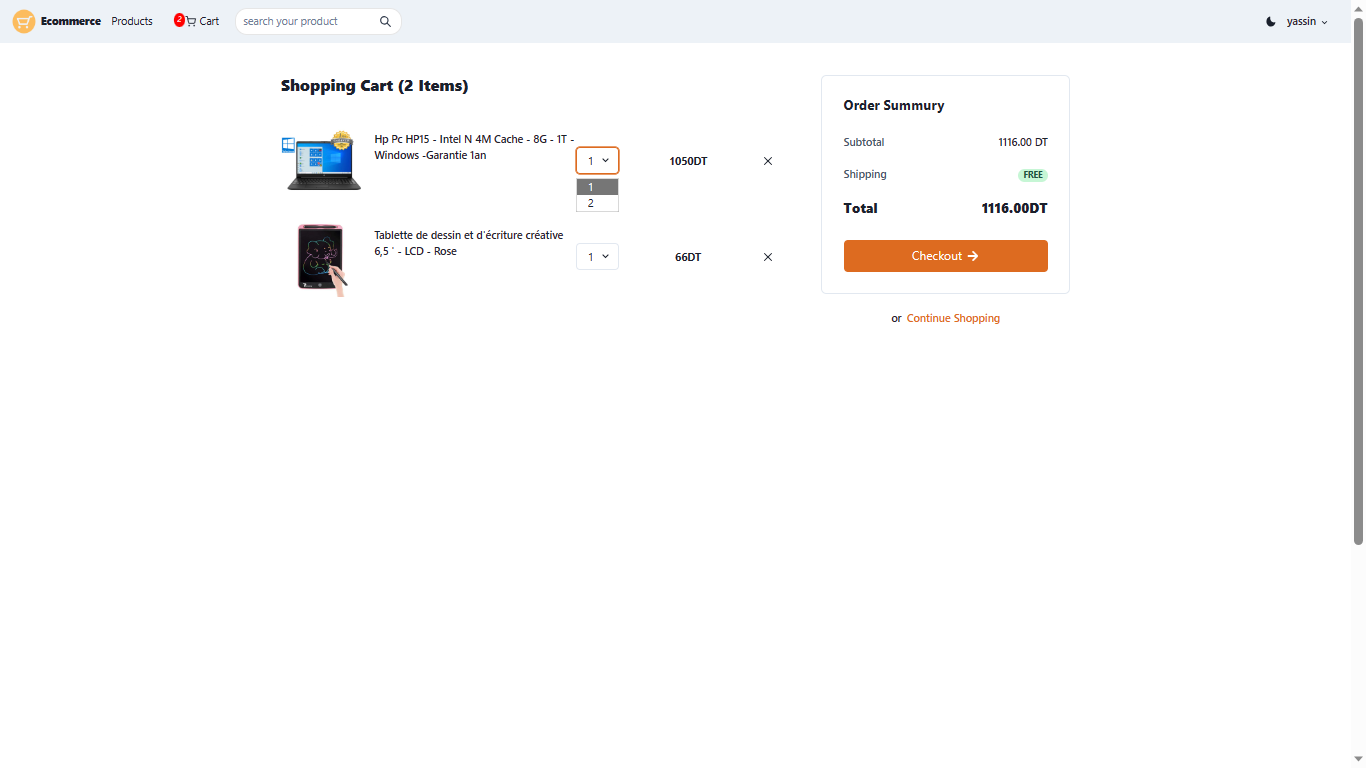 Ecommerce Products 2 Cart search your product yassin
Shopping Cart (2 Items)
Hp Pc HP15 - Intel N 4M Cache - 8G - 1T -
Windows -Garantie 1an
1
1050DT
1
2
Tablette de dessin et d'écriture créative
6,5 ' - LCD - Rose
1
66DT
Order Summury
Subtotal 1116.00 DT
Shipping FREE
Total 1116.00DT
Checkout
or Continue Shopping